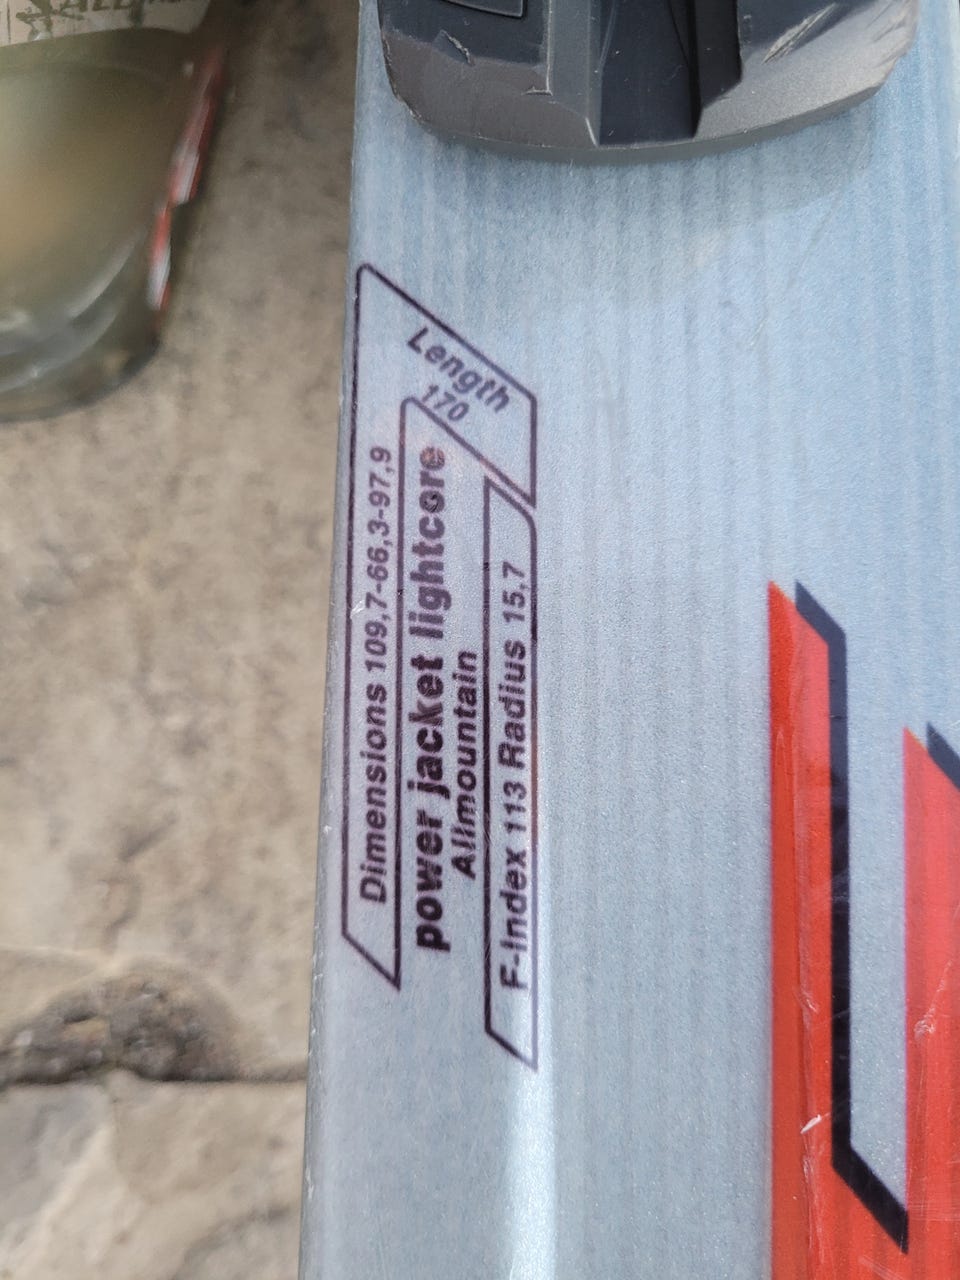 Length
170
Dimensions 109,7-66,3-97,9
power jacket lightcore
Allmountain
F-Index 113 Radius 15,7